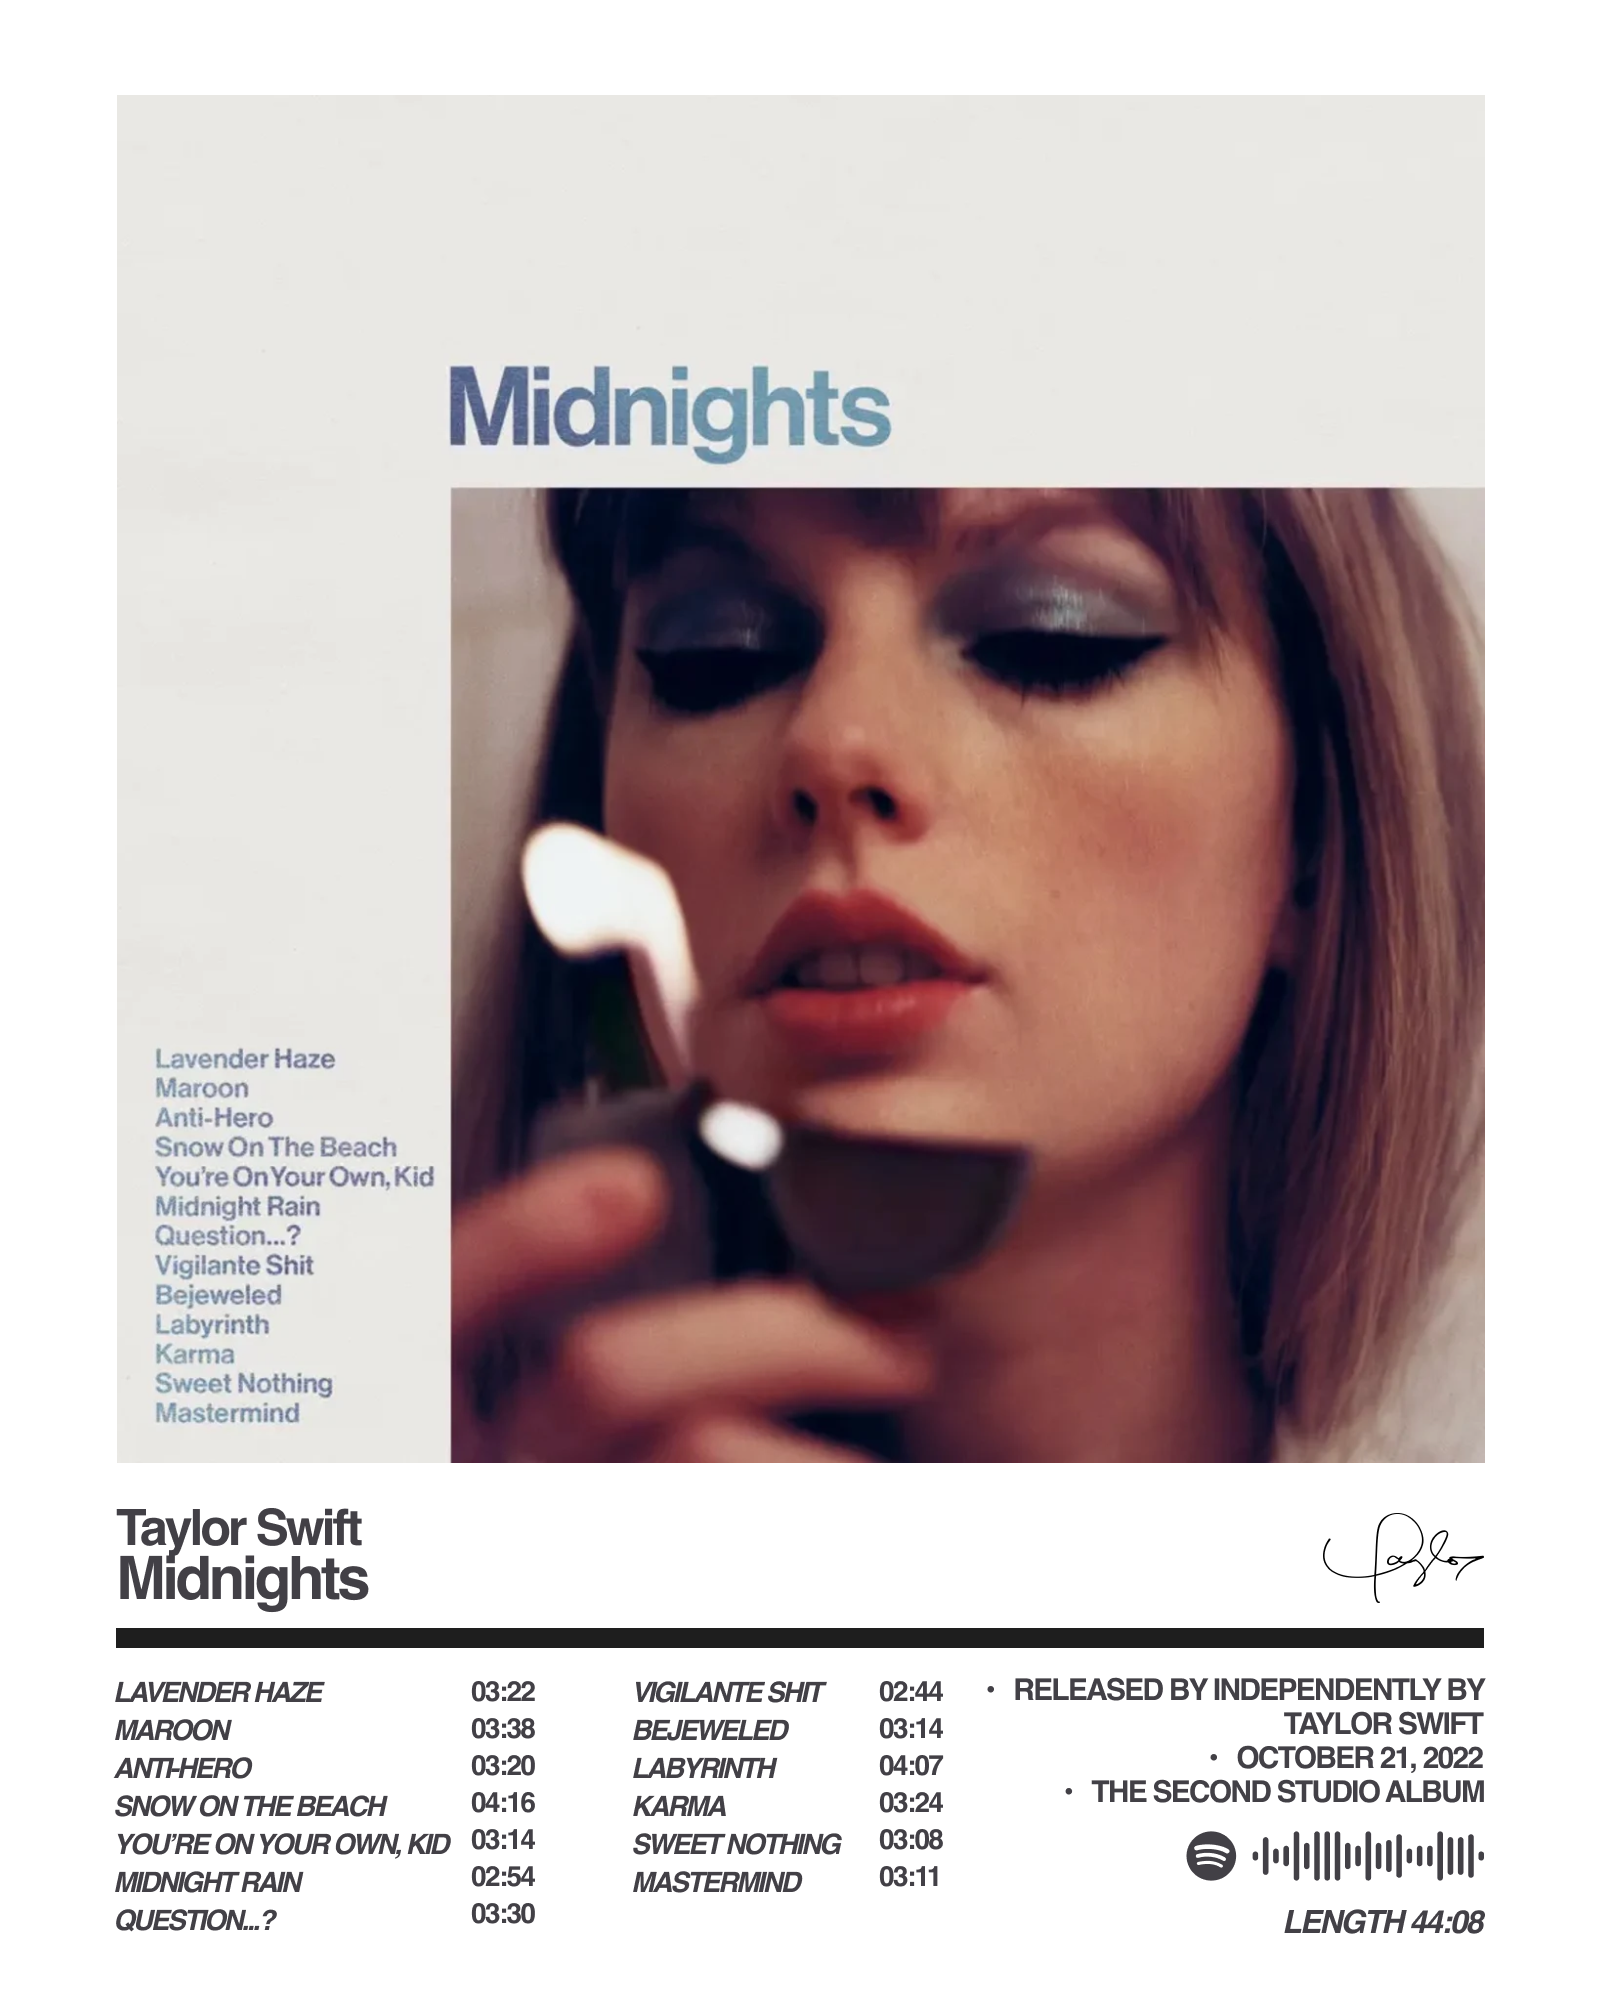 Midnights
Lavender Haze
Maroon
Anti-Hero
Snow On The Beach
You're On Your Own, Kid
Midnight Rain
Question...?
Vigilante Shit
Bejeweled
Labyrinth
Karma
Sweet Nothing
Mastermind
Taylor Swift
Midnights
Taylor
LAVENDER HAZE 03:22
MAROON 03:38
ANTI-HERO 03:20
SNOW ON THE BEACH 04:16
YOU'RE ON YOUR OWN, KID 03:14
MIDNIGHT RAIN 02:54
QUESTION...? 03:30
VIGILANTE SHIT 02:44
BEJEWELED 03:14
LABYRINTH 04:07
KARMA 03:24
SWEET NOTHING 03:08
MASTERMIND 03:11
• RELEASED BY INDEPENDENTLY BY
TAYLOR SWIFT
• OCTOBER 21, 2022
• THE SECOND STUDIO ALBUM
LENGTH 44:08